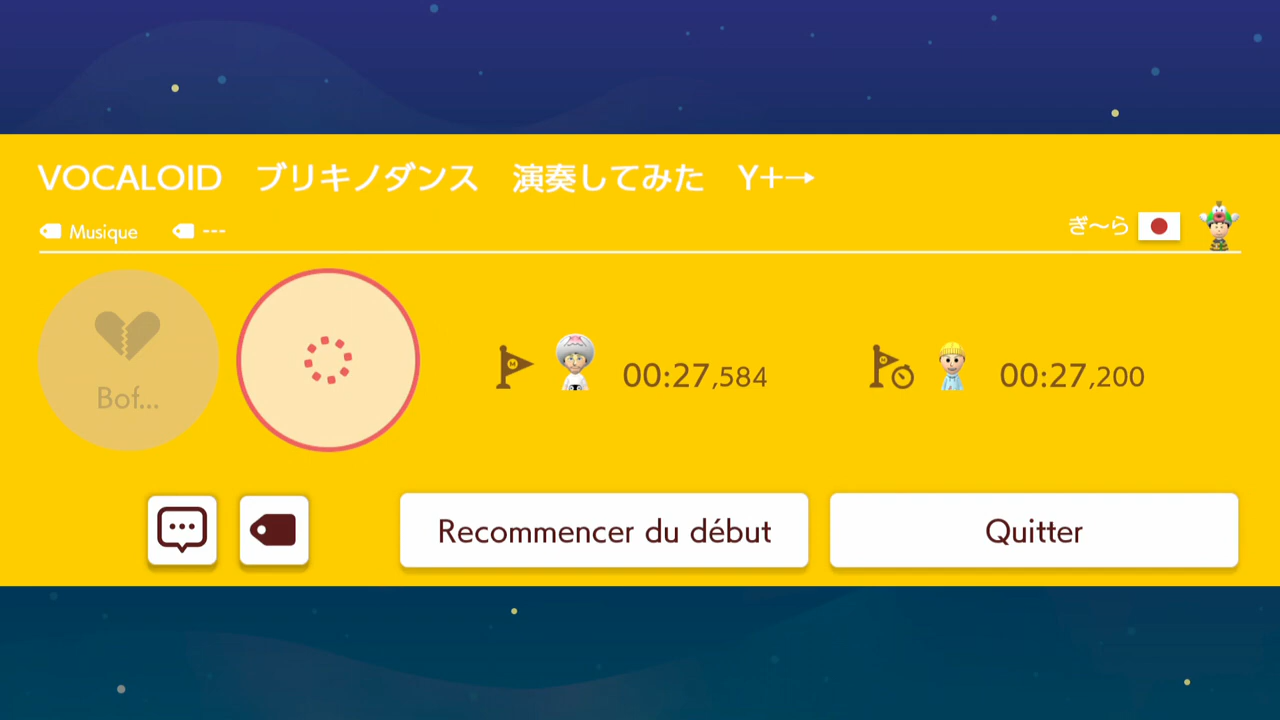 VOCALOID　ブリキノダンス　演奏してみた　Y+→
Musique ---
ぎ～ら
Bof...
00:27,584
00:27,200
Recommencer du début
Quitter